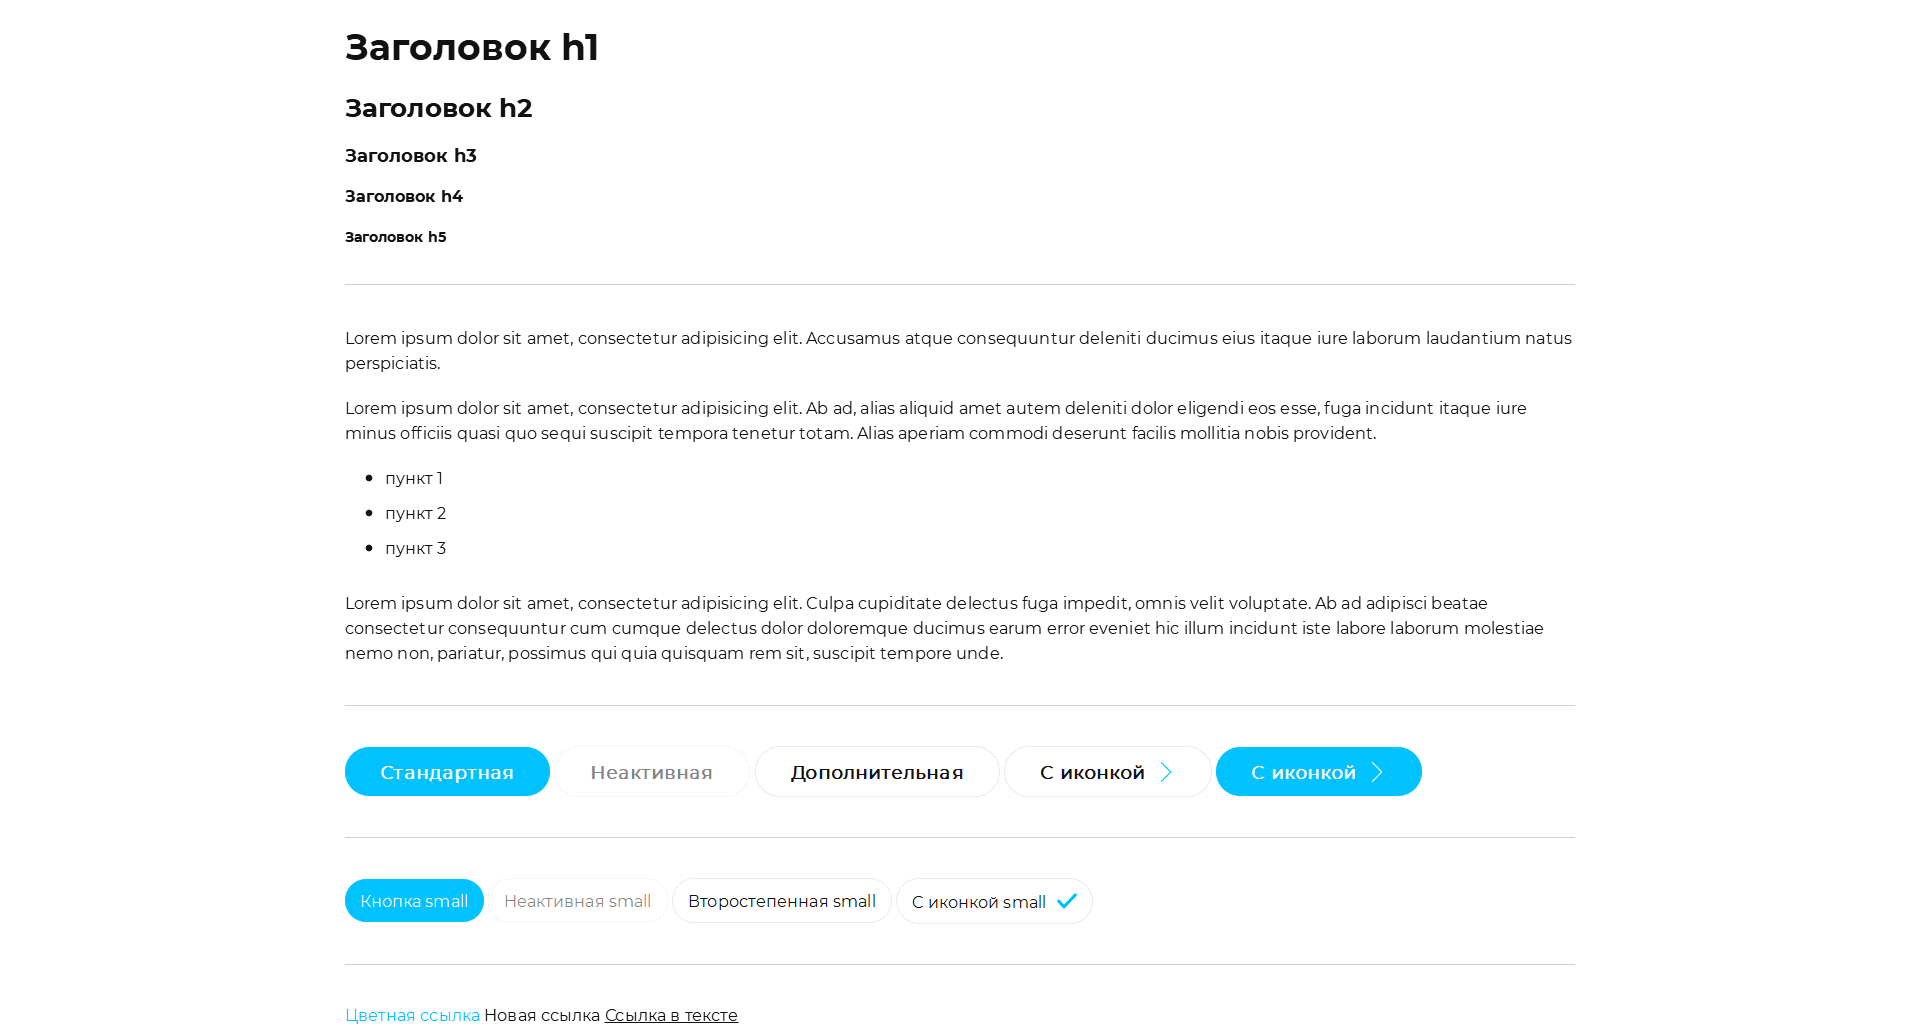 Заголовок h1
Заголовок h2
Заголовок h3
Заголовок h4
Заголовок h5
Lorem ipsum dolor sit amet, consectetur adipisicing elit. Accusamus atque consequuntur deleniti ducimus eius itaque iure laborum laudantium natus
perspiciatis.
Lorem ipsum dolor sit amet, consectetur adipisicing elit. Ab ad, alias aliquid amet autem deleniti dolor eligendi eos esse, fuga incidunt itaque iure
minus officiis quasi quo sequi suscipit tempora tenetur totam. Alias aperiam commodi deserunt facilis mollitia nobis provident.
пункт 1
пункт 2
пункт 3
Lorem ipsum dolor sit amet, consectetur adipisicing elit. Culpa cupiditate delectus fuga impedit, omnis velit voluptate. Ab ad adipisci beatae
consectetur consequuntur cum cumque delectus dolor doloremque ducimus earum error eveniet hic illum incidunt iste labore laborum molestiae
nemo non, pariatur, possimus qui quia quisquam rem sit, suscipit tempore unde.
Стандартная Неактивная Дополнительная С иконкой С иконкой
Кнопка small Неактивная small Второстепенная small С иконкой small
Цветная ссылка Новая ссылка Ссылка в тексте